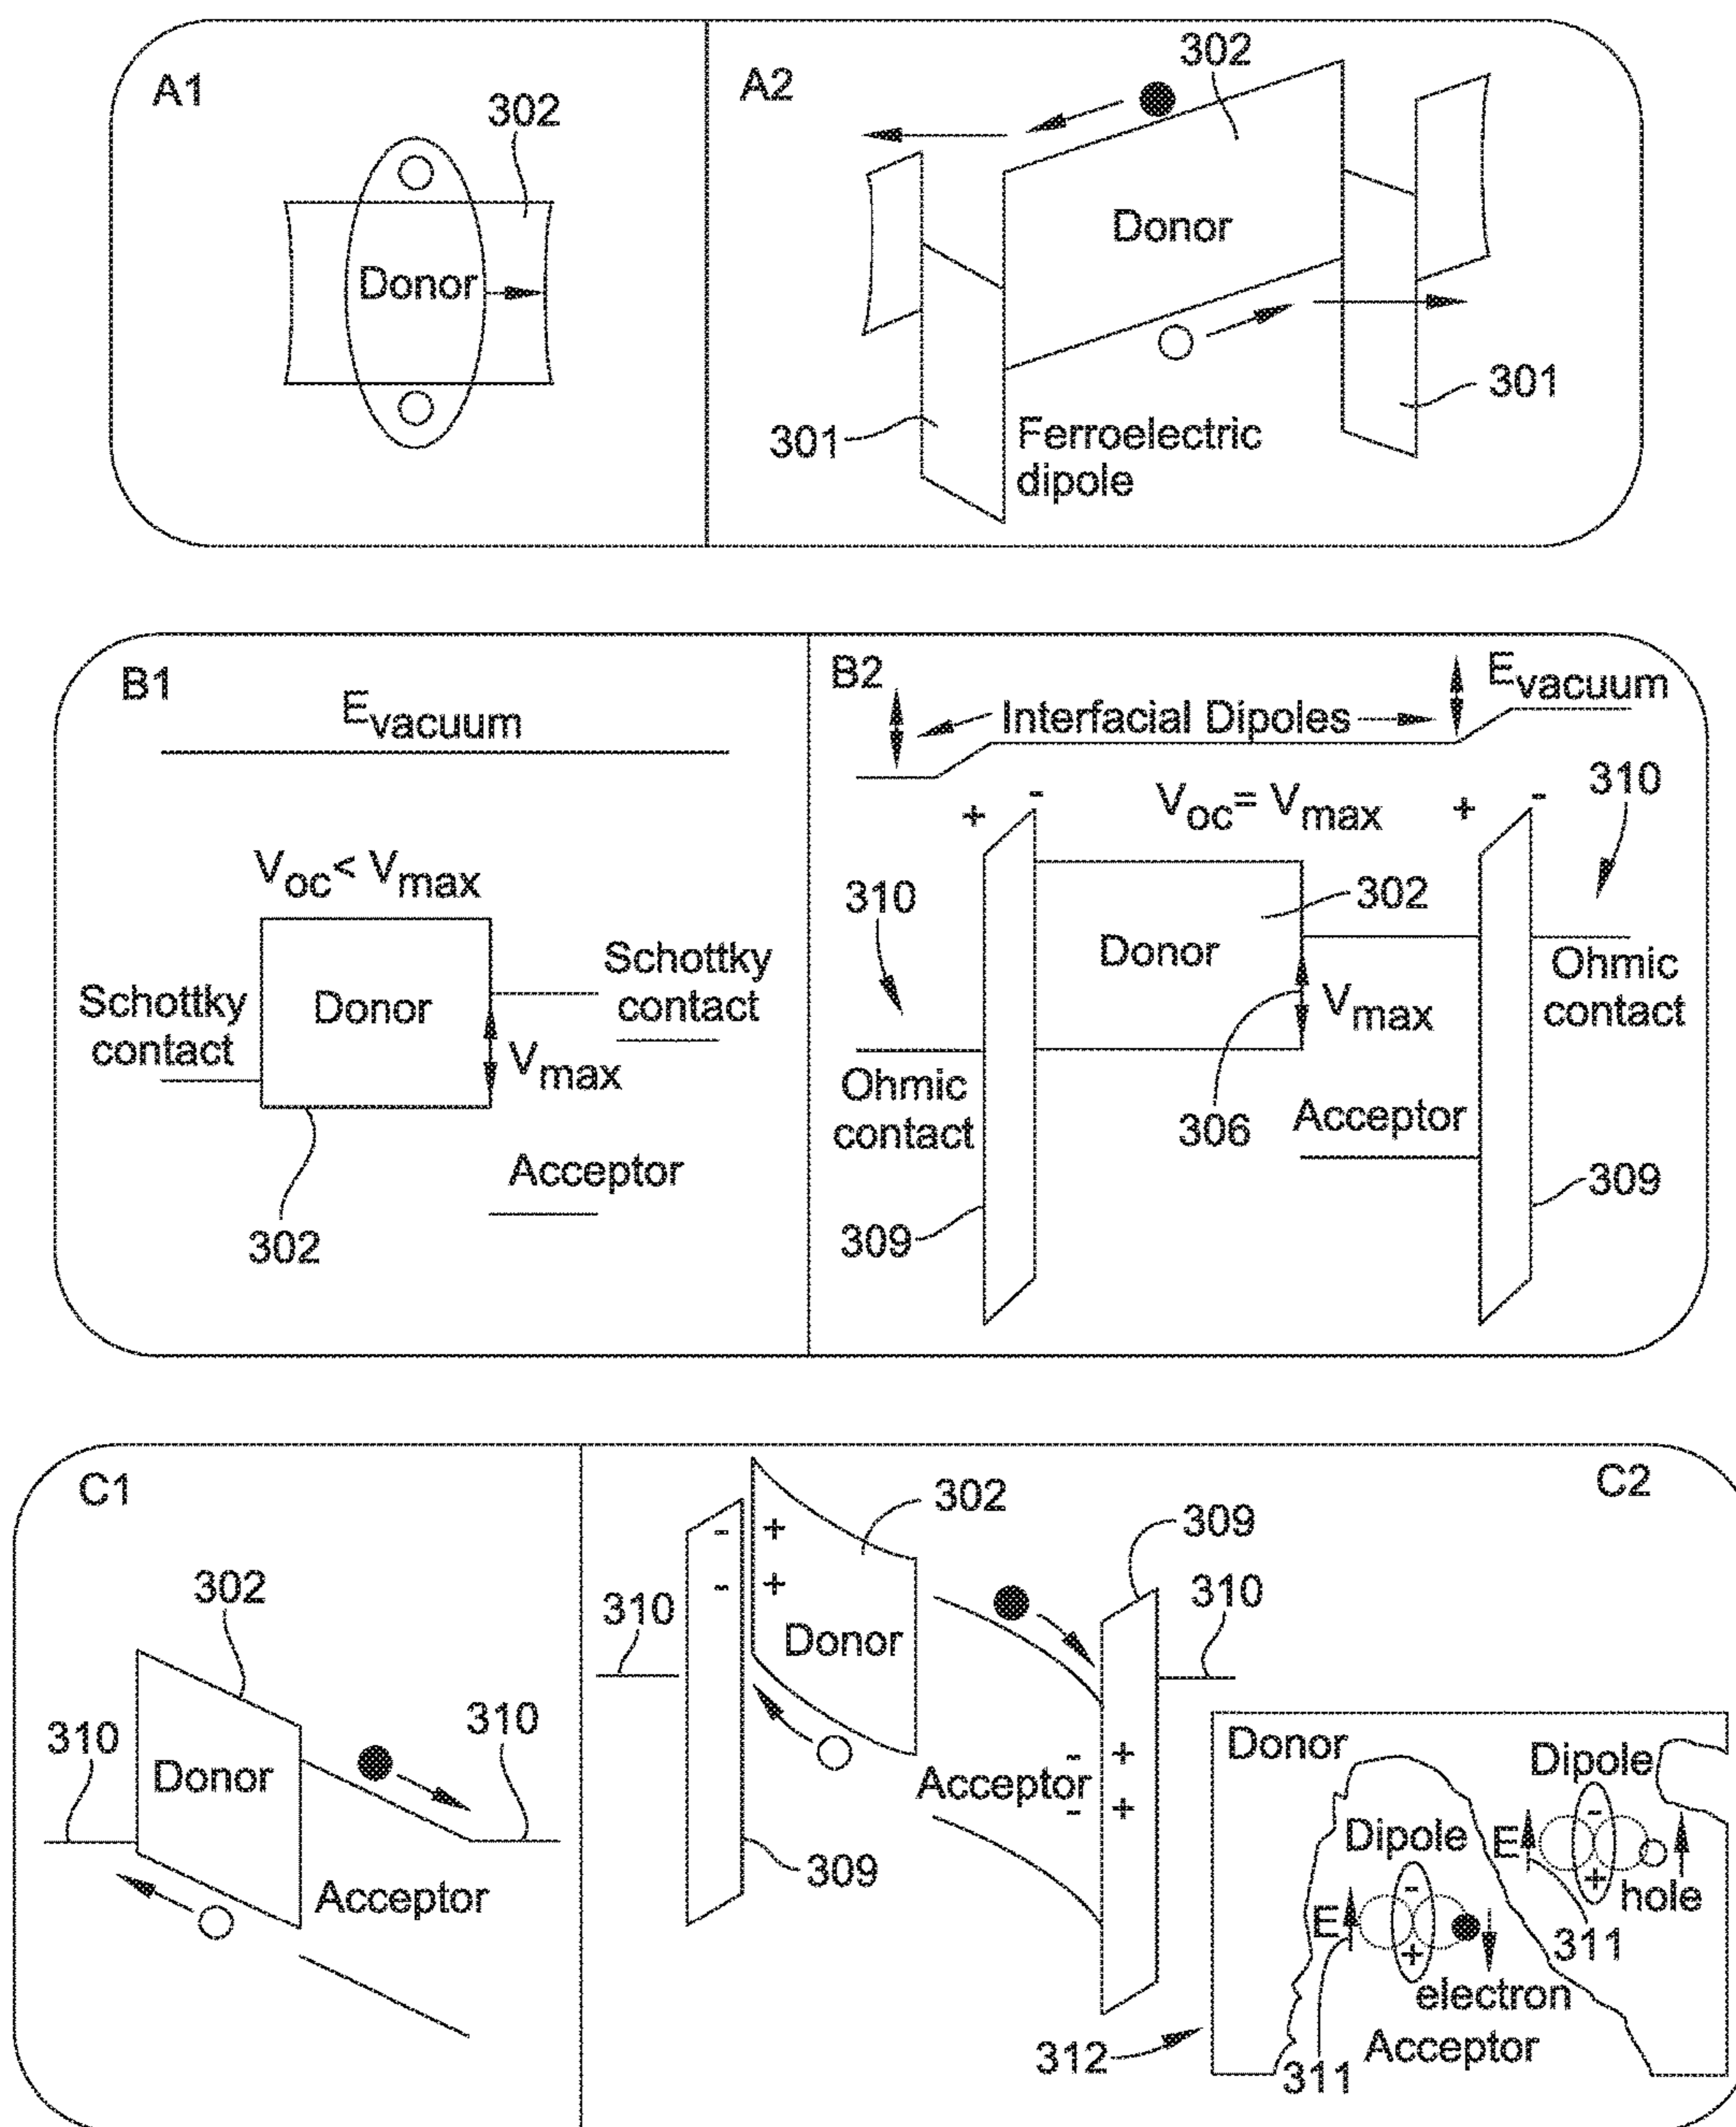 A1
302
Donor
A2
302
Donor
301
Ferroelectric
dipole
301
B1
Evacuum
Voc< Vmax
Schottky
contact
Donor
Schottky
contact
Vmax
Acceptor
302
B2
Interfacial Dipoles
Evacuum
+
-
Voc= Vmax
+
-
310
310
302
Donor
Ohmic
contact
Vmax
Ohmic
contact
306
Acceptor
309
309
C1
302
310
310
Donor
Acceptor
C2
302
309
310
310
-
+
-
+
Donor
Acceptor
-
+
-
+
309
312
Donor
Dipole
Dipole
E
-
+
hole
E
-
+
311
electron
311
Acceptor